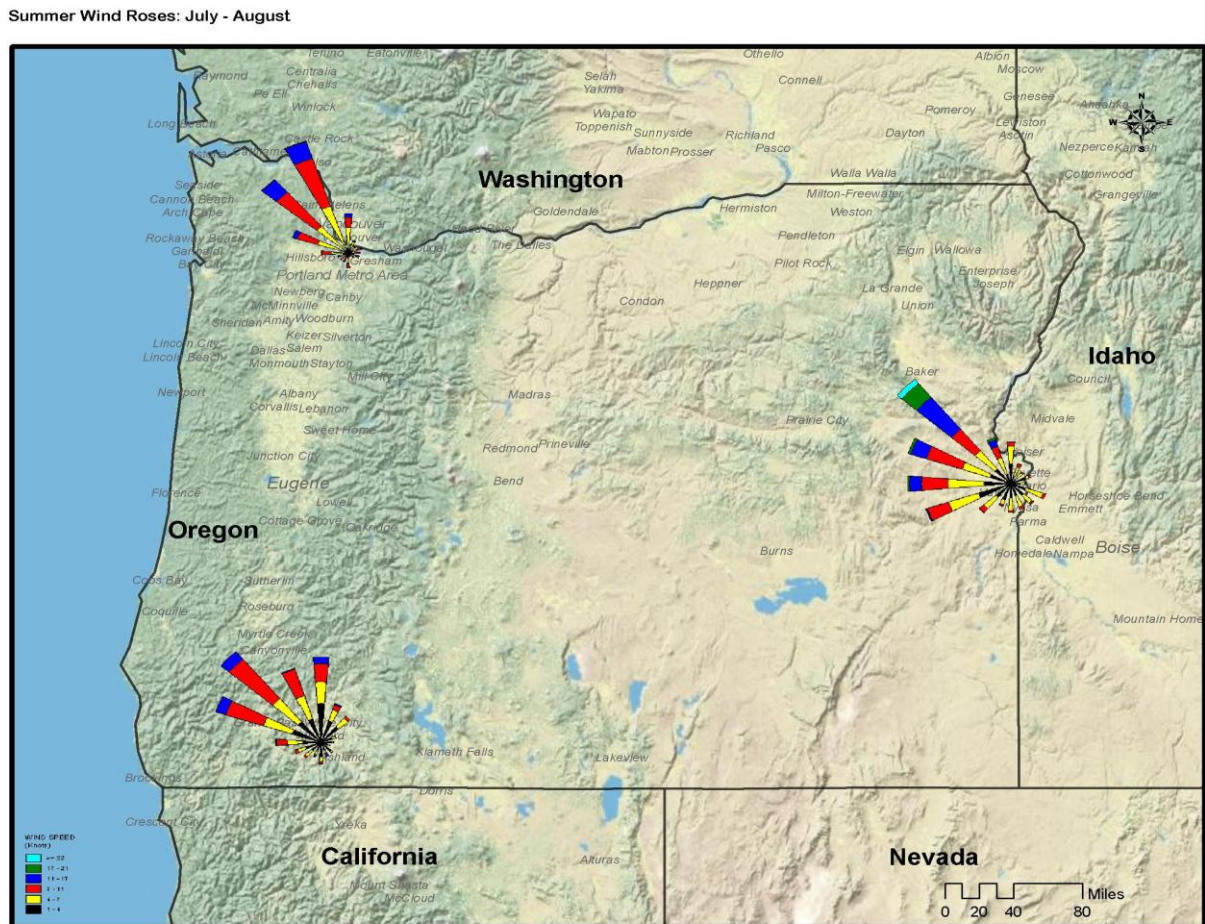 Summer Wind Roses: July - August
Tenino Eatonville Othello Albion
Raymond Centralia Selah Connell Moscow
Chehalis Yakima
Pe Ell Genesee
Winlock Wapato Pomeroy Ahsahka
N
Long Beach Toppenish Lewiston
W E
Castle Rock Sunnyside Richland Dayton Asotin
S
Mabton Prosser Pasco Nezperce Kamiah
Walla Walla Cottonwood
Washington
Seaside Milton-Freewater Grangeville
Cannon Beach
Arch Cape Goldendale Hermiston Weston
Rockaway Beach Pendleton
The Dalles
Hillsboro Gresham Elgin Wallowa
Portland Metro Area Pilot Rock Enterprise
Newberg Canby Heppner La Grande Joseph
McMinnville Condon Union
Sheridan Amity Woodburn
Keizer Silverton
Lincoln City Dallas Salem
Lincoln Beach Monmouth Stayton
Idaho
Mill City Baker Council
Newport Albany Madras
Corvallis Lebanon
Sweet Home Prairie City Midvale
Redmond Prineville
Junction City
Eugene Bend
Florence Lowell Horseshoe Bend
Emmett
Oregon
Cottage Grove Oakridge Parma
Caldwell Boise
Burns Homedale Nampa
Coos Bay Sutherlin
Coquille Roseburg
Mountain Home
Myrtle Creek
Canyonville
Klamath Falls Lakeview
Brookings
Dorris
Crescent City Yreka
WIND SPEED
(Knots)
California
Alturas
Nevada
Mount Shasta
McCloud
Miles
0 20 40 80